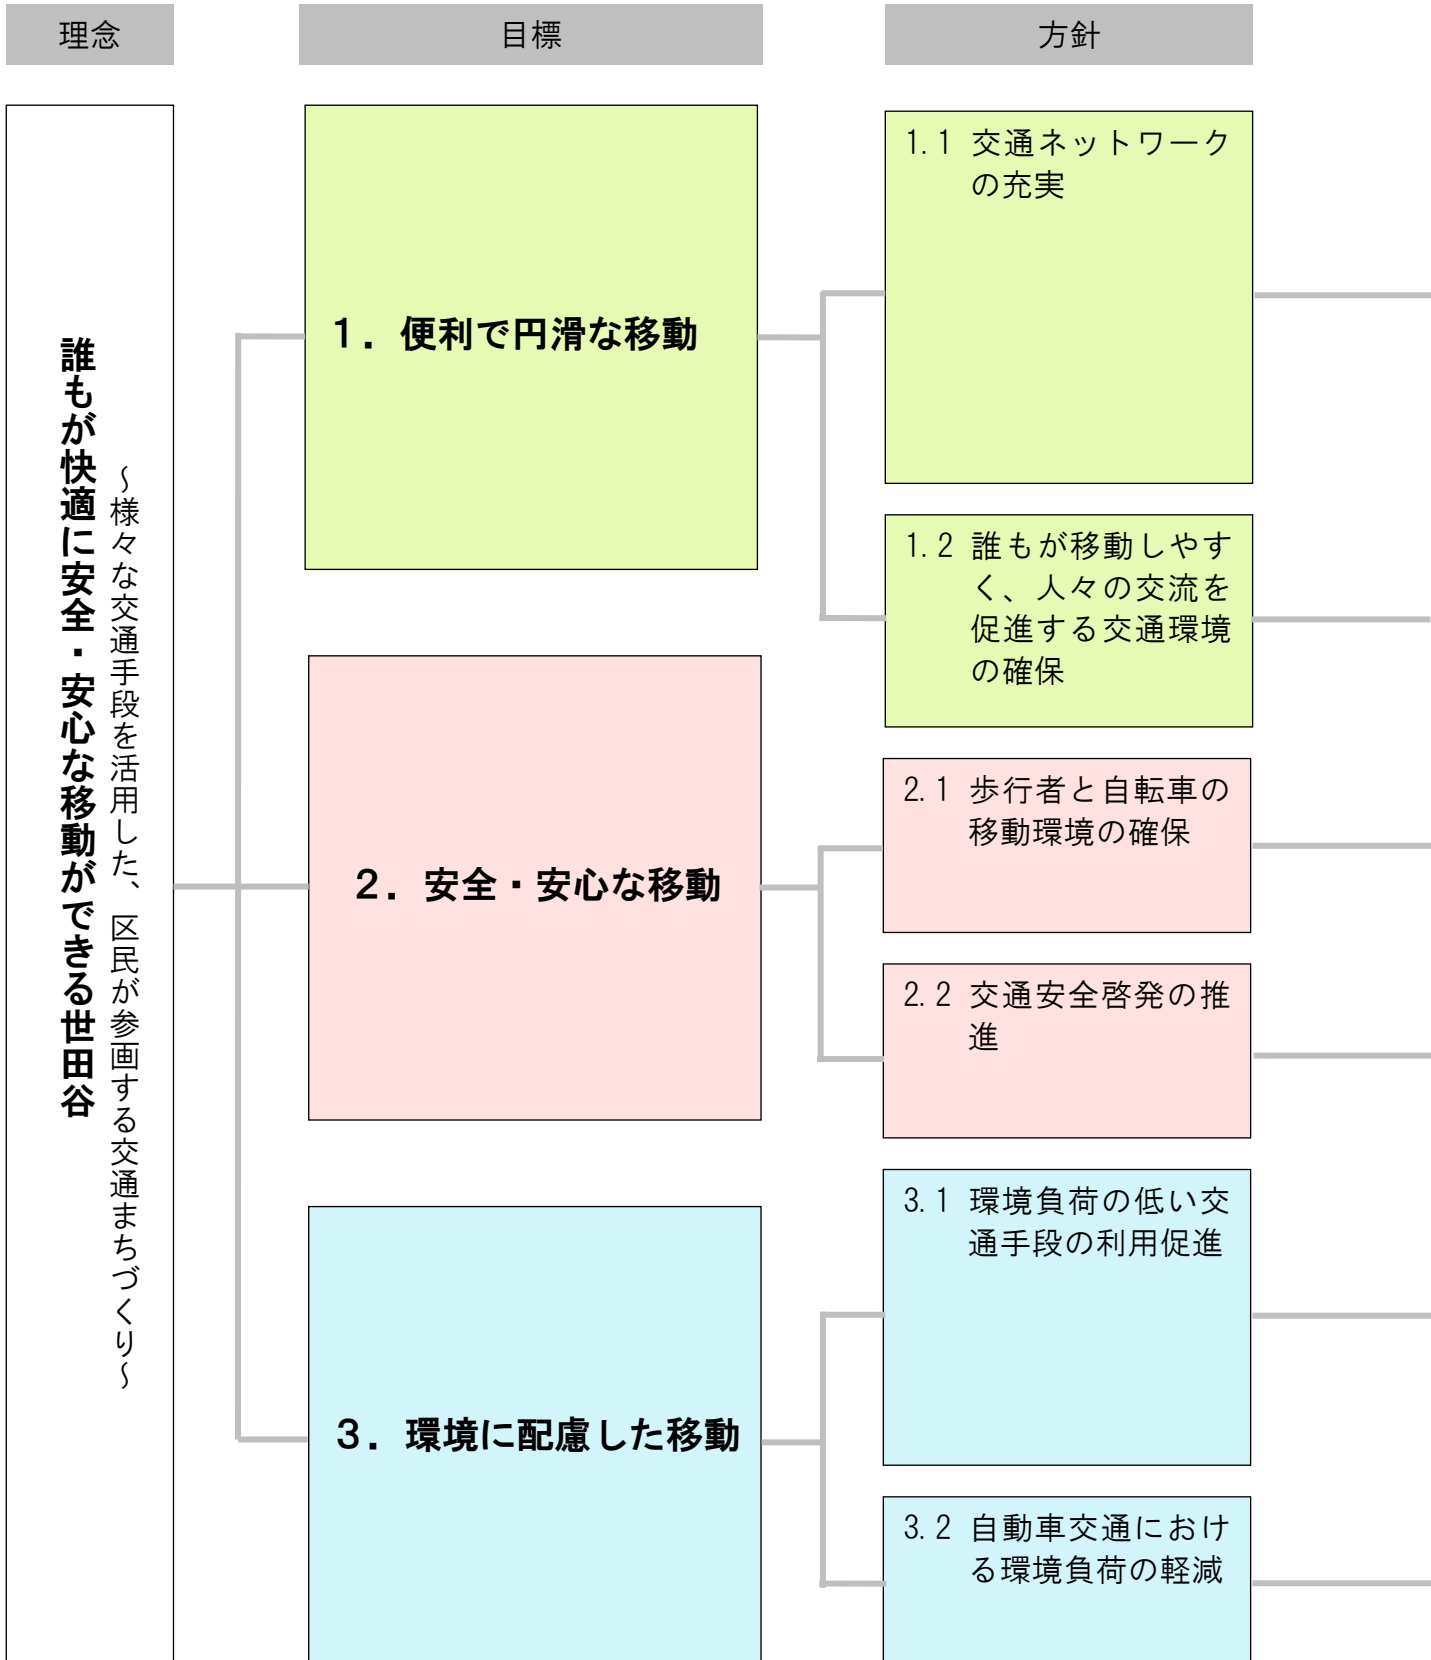 理念
目標
方針
誰もが快適に安全・安心な移動ができる世田谷
～様々な交通手段を活用した、区民が参画する交通まちづくり～
1．便利で円滑な移動
1.1 交通ネットワーク
の充実
1.2 誰もが移動しやす
く、人々の交流を
促進する交通環境
の確保
2．安全・安心な移動
2.1 歩行者と自転車の
移動環境の確保
2.2 交通安全啓発の推
進
3．環境に配慮した移動
3.1 環境負荷の低い交
通手段の利用促進
3.2 自動車交通におけ
る環境負荷の軽減